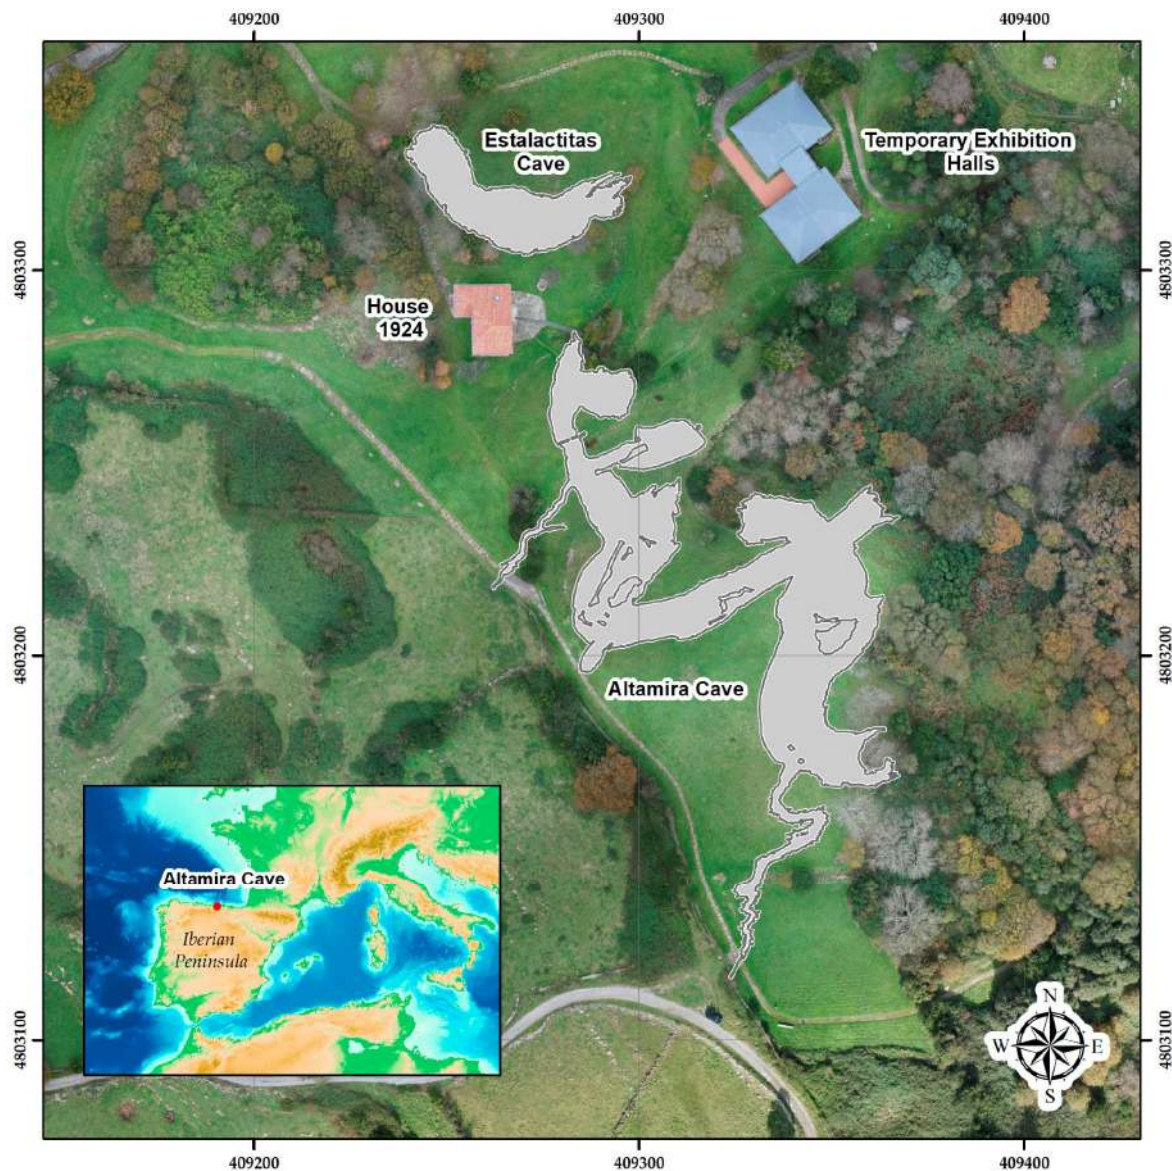 409200
409300
409400
Estalactitas
Cave
Temporary Exhibition
Halls
4803300
4803300
House
1924
4803200
4803200
Altamira Cave
Altamira Cave
Iberian
Peninsula
4803100
4803100
N
W
E
S
409200
409300
409400